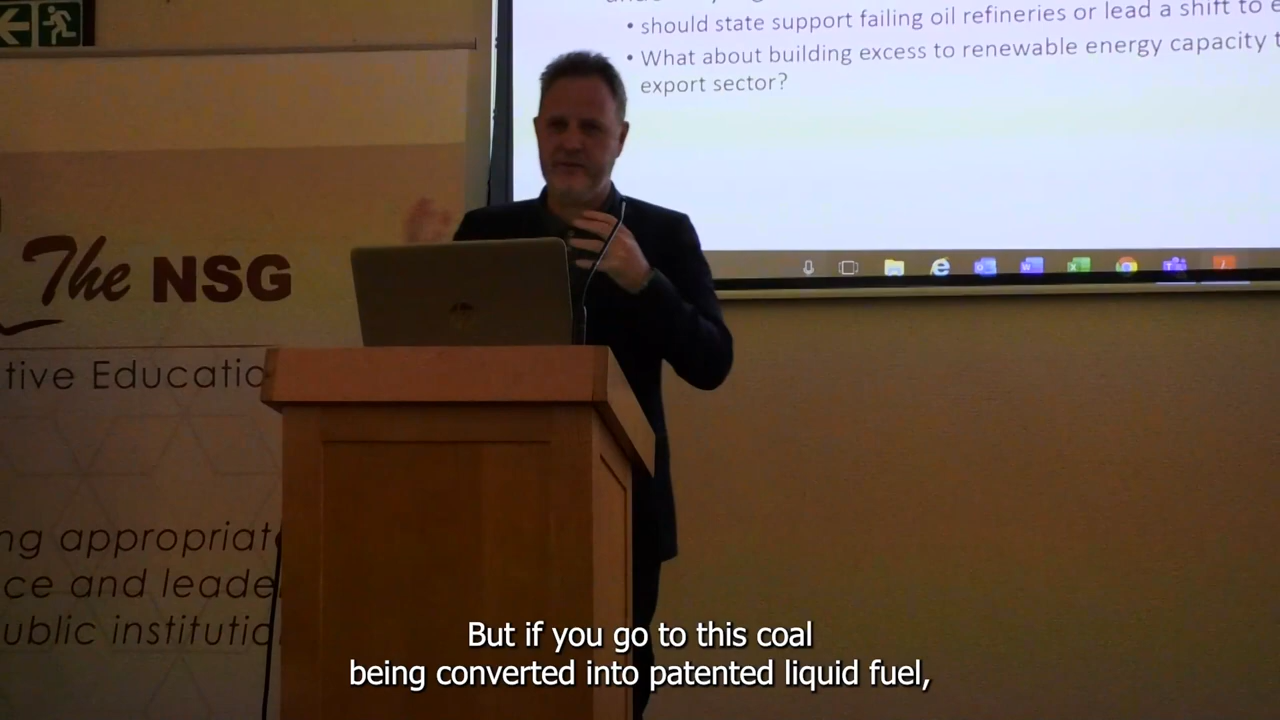 should state support failing oil refineries or lead a shift to
What about building excess to renewable energy capacity
export sector?
The NSG
tive Educatio
ng appropriat
ce and leade
ublic institutio
But if you go to this coal
being converted into patented liquid fuel,